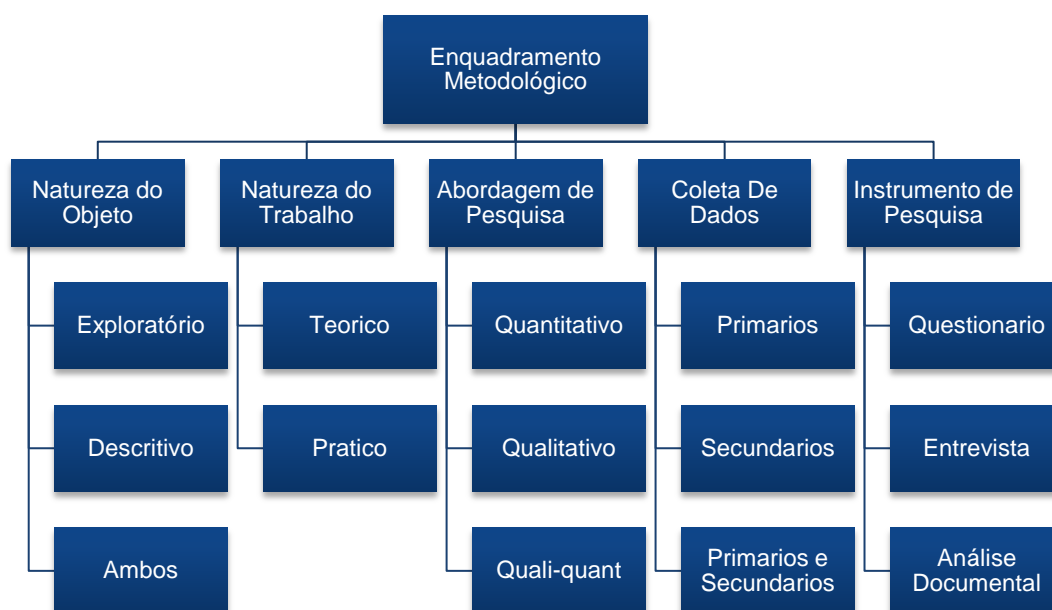 Enquadramento
Metodológico
Natureza do
Objeto
Natureza do
Trabalho
Abordagem de
Pesquisa
Coleta De
Dados
Instrumento de
Pesquisa
Exploratório
Teorico
Quantitativo
Primarios
Questionario
Descritivo
Pratico
Qualitativo
Secundarios
Entrevista
Ambos
Quali-quant
Primarios e
Secundarios
Análise
Documental